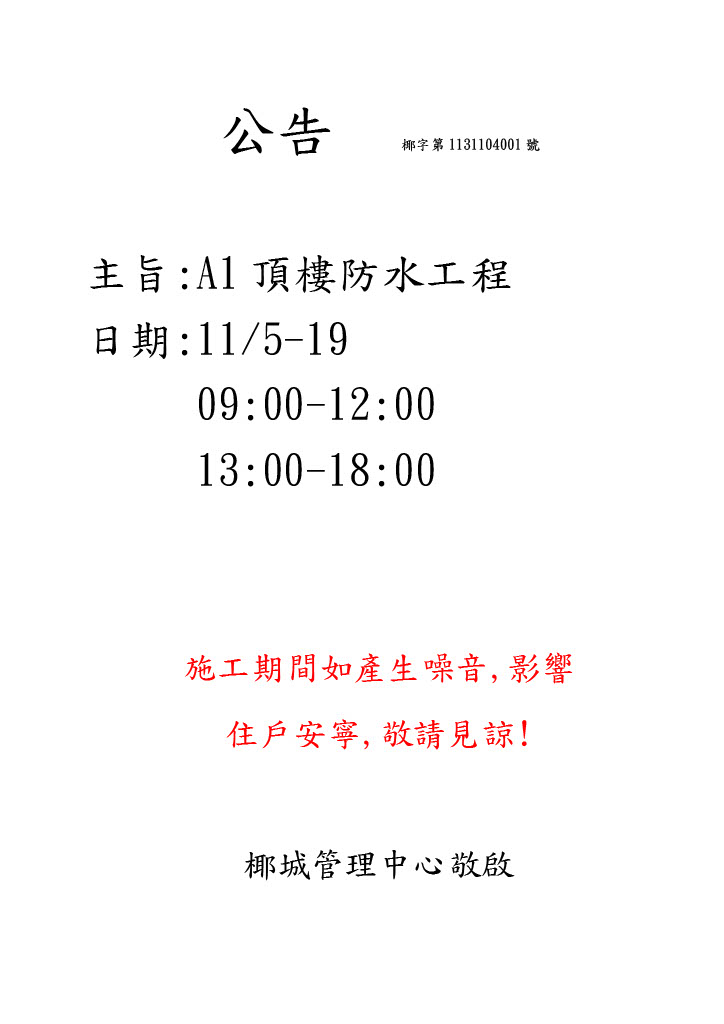 公告 椰字第 1131104001 號
主旨:A1 頂樓防水工程
日期:11/5-19
09:00-12:00
13:00-18:00
施工期間如產生噪音,影響
住戶安寧,敬請見諒!
椰城管理中心敬啟